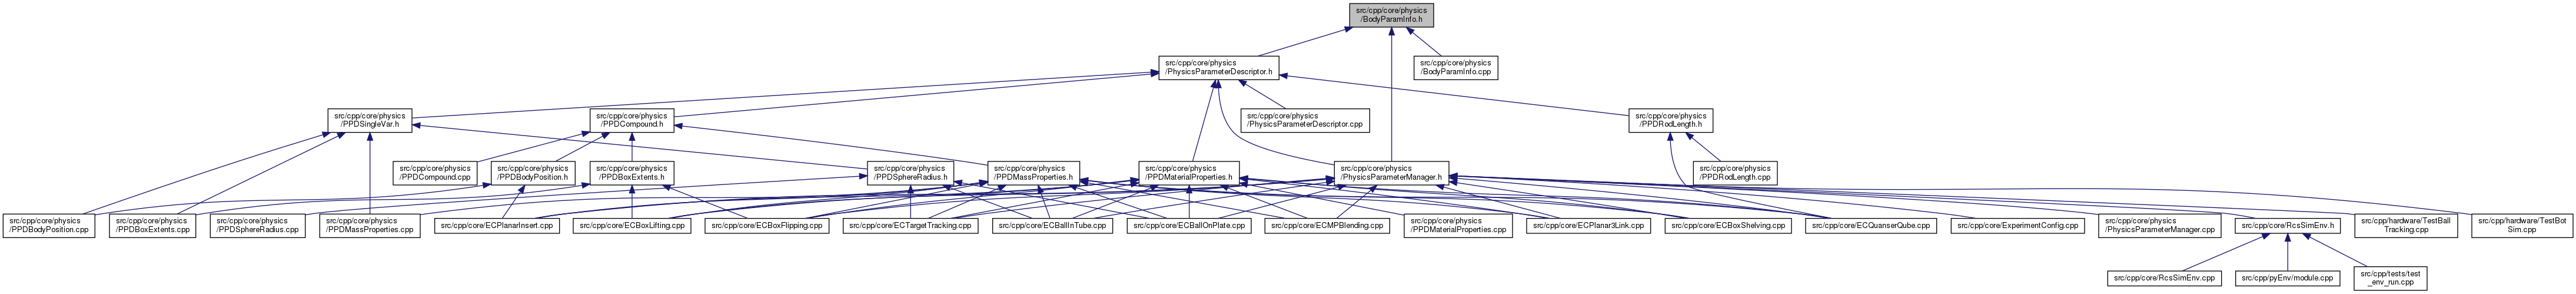 src/cpp/core/physics
/BodyParamInfo.h
src/cpp/core/physics
/PhysicsParameterDescriptor.h
src/cpp/core/physics
/BodyParamInfo.cpp
src/cpp/core/physics
/PPDSingleVar.h
src/cpp/core/physics
/PPDCompound.h
src/cpp/core/physics
/PhysicsParameterDescriptor.cpp
src/cpp/core/physics
/PPDRodLength.h
src/cpp/core/physics
/PPDCompound.cpp
src/cpp/core/physics
/PPDBodyPosition.h
src/cpp/core/physics
/PPDBoxExtents.h
src/cpp/core/physics
/PPDSphereRadius.h
src/cpp/core/physics
/PPDMassProperties.h
src/cpp/core/physics
/PPDMaterialProperties.h
src/cpp/core/physics
/PhysicsParameterManager.h
src/cpp/core/physics
/PPDRodLength.cpp
src/cpp/core/physics
/PPDBodyPosition.cpp
src/cpp/core/physics
/PPDBoxExtents.cpp
src/cpp/core/physics
/PPDSphereRadius.cpp
src/cpp/core/physics
/PPDMassProperties.cpp
src/cpp/core/ECPlanarInsert.cpp
src/cpp/core/ECBoxLifting.cpp
src/cpp/core/ECBoxFlipping.cpp
src/cpp/core/ECTargetTracking.cpp
src/cpp/core/ECBallInTube.cpp
src/cpp/core/ECBallOnPlate.cpp
src/cpp/core/ECMPBlending.cpp
src/cpp/core/physics
/PPDMaterialProperties.cpp
src/cpp/core/ECPlanar3Link.cpp
src/cpp/core/ECBoxShelving.cpp
src/cpp/core/ECQuanserQube.cpp
src/cpp/core/ExperimentConfig.cpp
src/cpp/core/physics
/PhysicsParameterManager.cpp
src/cpp/core/RcsSimEnv.h
src/cpp/hardware/TestBall
Tracking.cpp
src/cpp/hardware/TestBot
Sim.cpp
src/cpp/core/RcsSimEnv.cpp
src/cpp/pyEnv/module.cpp
src/cpp/tests/test
_env_run.cpp